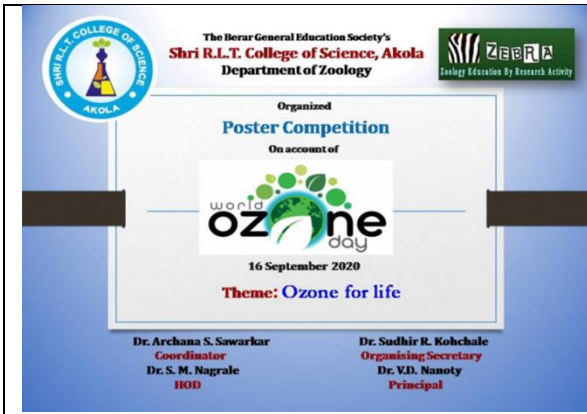 SHRI R.L.T. COLLEGE OF SCIENCE,
AKOLA
The Berar General Education Society's
Shri R.L.T. College of Science, Akola
Department of Zoology
ZEBRA
Zoology Education By Research Activity
Organized
Poster Competition
On account of
world
ozone
day
16 September 2020
Theme: Ozone for life
Dr. Archana S. Sawarkar
Coordinator
Dr. S. M. Nagrale
HOD
Dr. Sudhir R. Kohchale
Organising Secretary
Dr. V.D. Nanoty
Principal